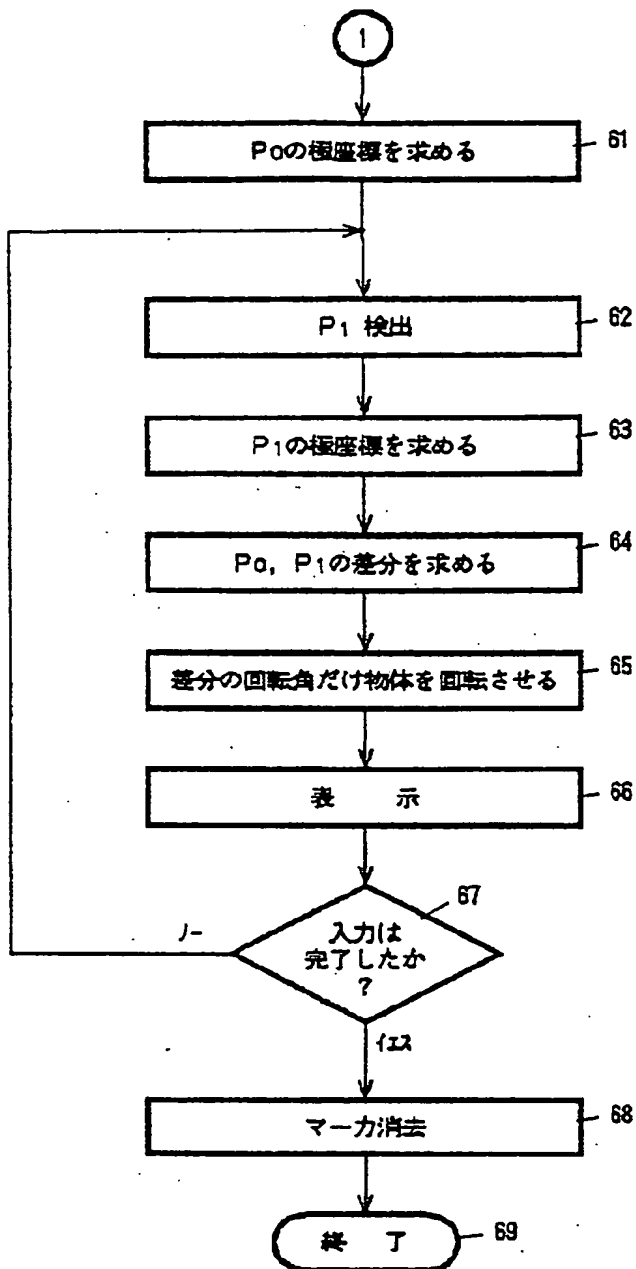 1
P0の極座標を求める
61
P1 検出
62
P1の極座標を求める
63
P0, P1の差分を求める
64
差分の回転角だけ物体を回転させる
65
表 示
66
67
入力は
完了したか
?
ノー
イエス
マーカ消去
68
終 了
69